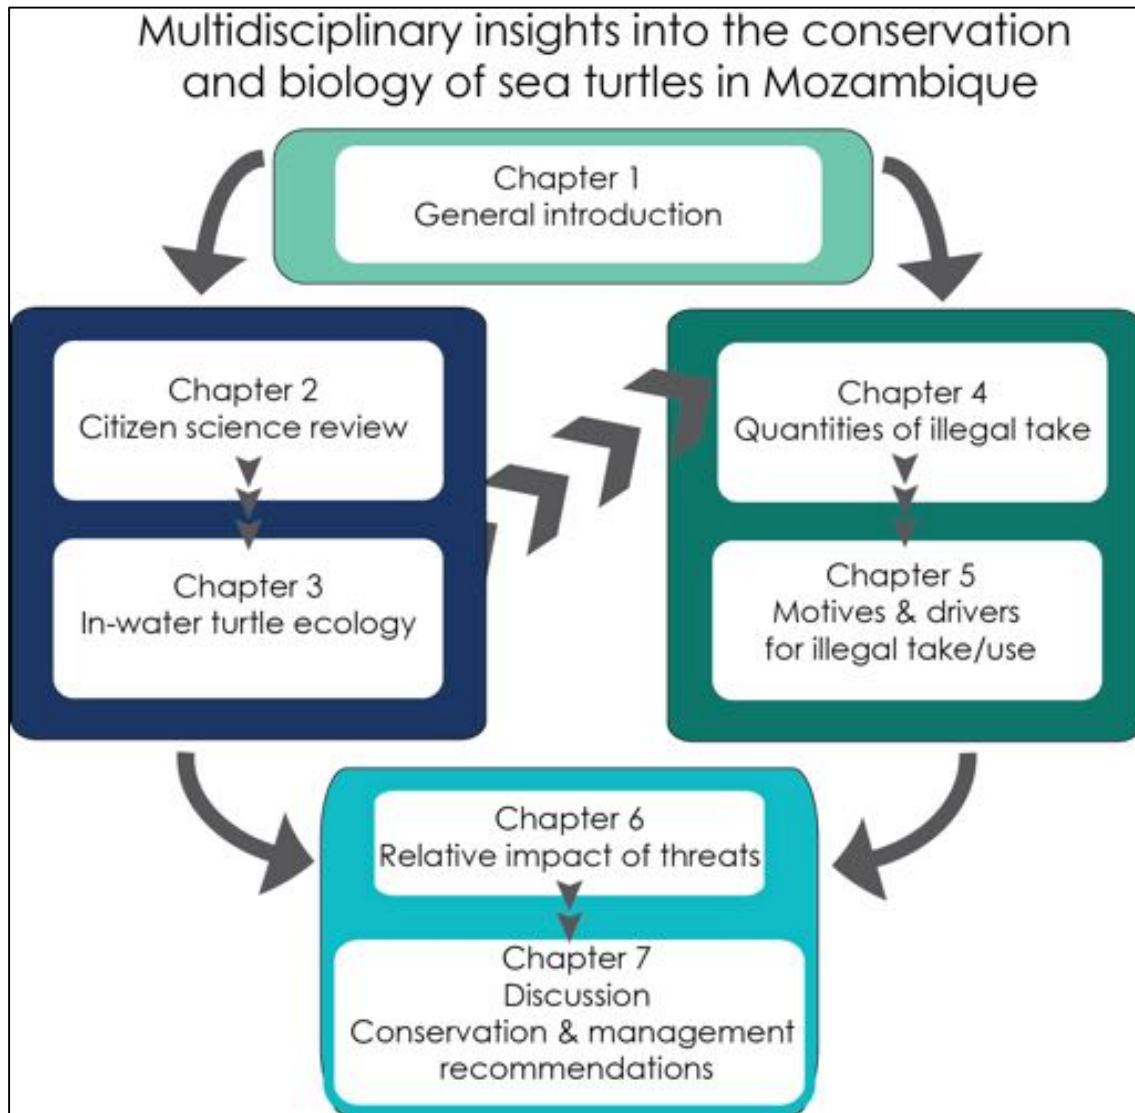 Multidisciplinary insights into the conservation
and biology of sea turtles in Mozambique
Chapter 1
General introduction
Chapter 2
Citizen science review
Chapter 3
In-water turtle ecology
Chapter 4
Quantities of illegal take
Chapter 5
Motives & drivers
for illegal take/use
Chapter 6
Relative impact of threats
Chapter 7
Discussion
Conservation & management
recommendations